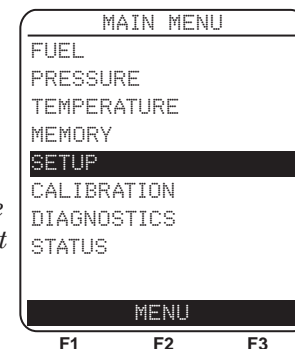 MAIN MENU
FUEL
PRESSURE
TEMPERATURE
MEMORY
SETUP
CALIBRATION
DIAGNOSTICS
STATUS
MENU
F1 F2 F3